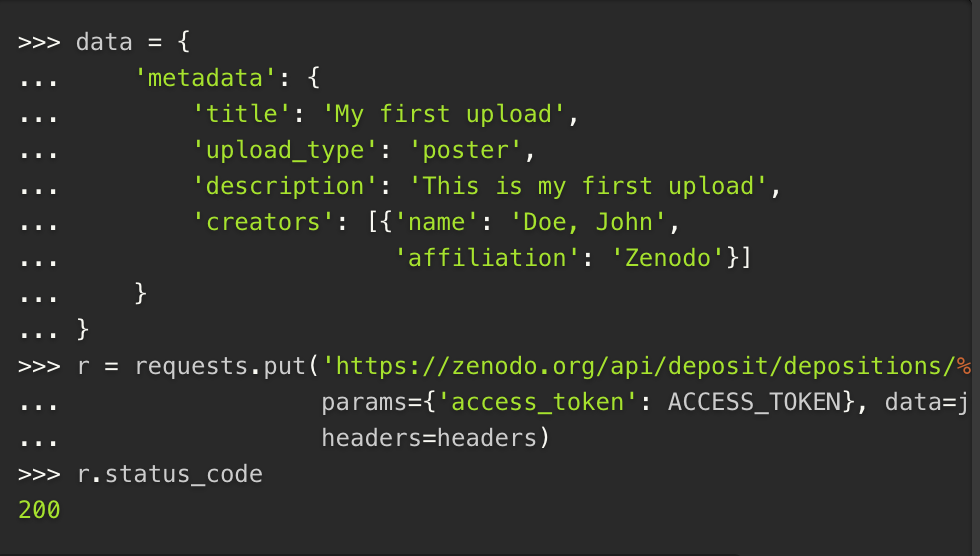 >>> data = {
...     'metadata': {
...         'title': 'My first upload',
...         'upload_type': 'poster',
...         'description': 'This is my first upload',
...         'creators': [{'name': 'Doe, John',
...                       'affiliation': 'Zenodo'}]
...     }
... }
>>> r = requests.put('https://zenodo.org/api/deposit/depositions/%
...                  params={'access_token': ACCESS_TOKEN}, data=j
...                  headers=headers)
>>> r.status_code
200